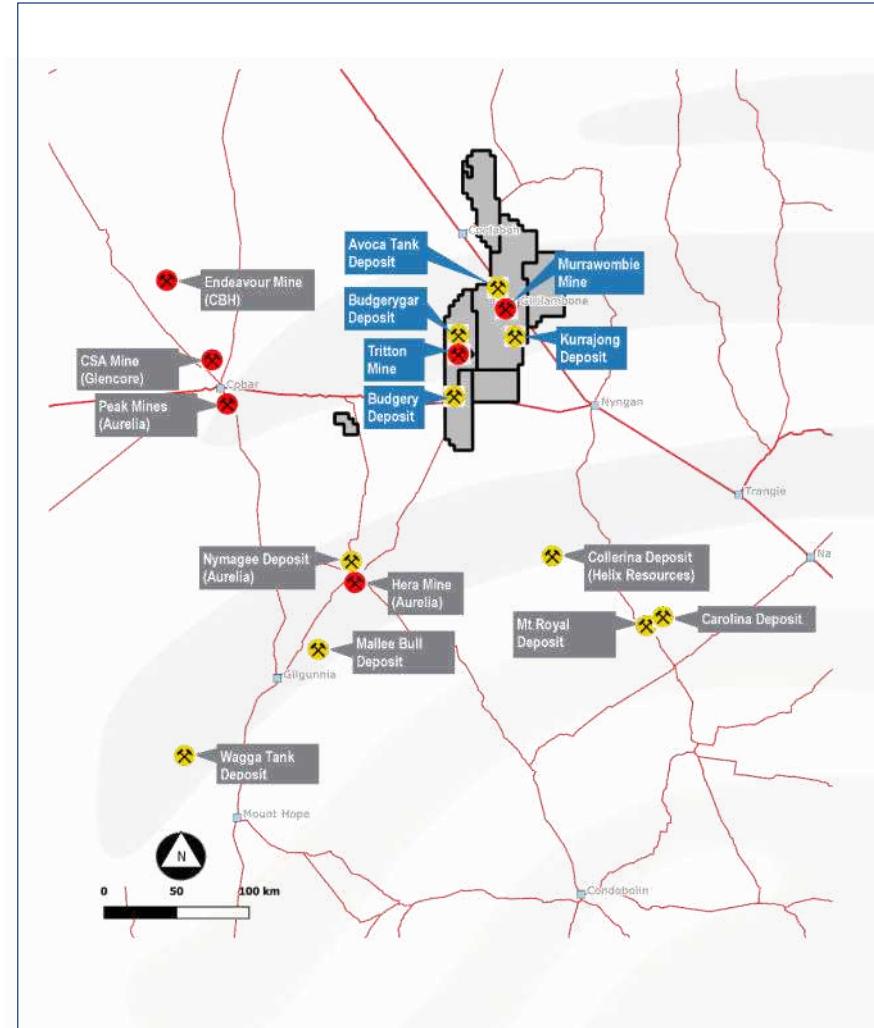 Coolabah
Avoca Tank
Deposit
Murrawombie
Mine
Girilambone
Endeavour Mine
(CBH)
Budgerygar
Deposit
Kurrajong
Deposit
Tritton
Mine
CSA Mine
(Glencore)
Cobar
Peak Mines
(Aurelia)
Budgery
Deposit
Nyngan
Trangie
Nymagee Deposit
(Aurelia)
Collerina Deposit
(Helix Resources)
Na
Hera Mine
(Aurelia)
Mt Royal
Deposit
Carolina Deposit
Mallee Bull
Deposit
Gilgunnia
Wagga Tank
Deposit
Mount Hope
N
0 50 100 km
Condobolin